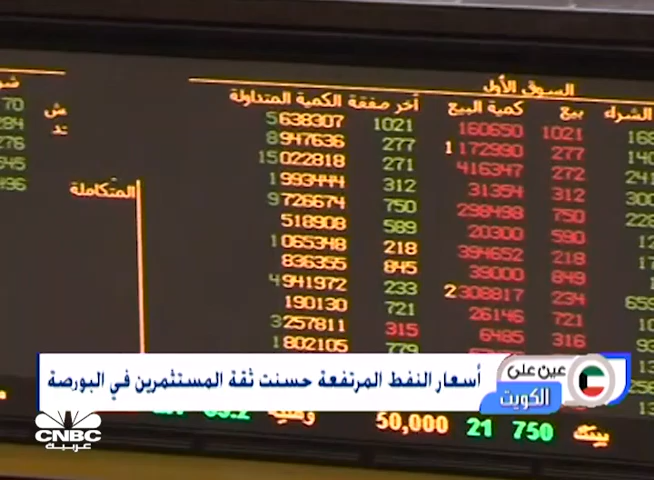 السوق الأول
الشراء بيع كمية البيع آخر صفقة الكمية المتداولة
1021 160650 1021 5638307
277 1172990 277 8947636
272 416347 271 15022818
312 31354 312 1993444
750 298498 750 9726674
590 20300 589 518908
218 394652 218 1065348
849 39000 845 836355
234 2308817 233 4941972
721 26146 721 190130
316 6485 315 3257811
779 1802105
المتكاملة
عين على
الكويت
أسعار النفط المرتفعة حسنت ثقة المستثمرين في البورصة
بيتك 750 21 50,000 وطنية
CNBC
عربية